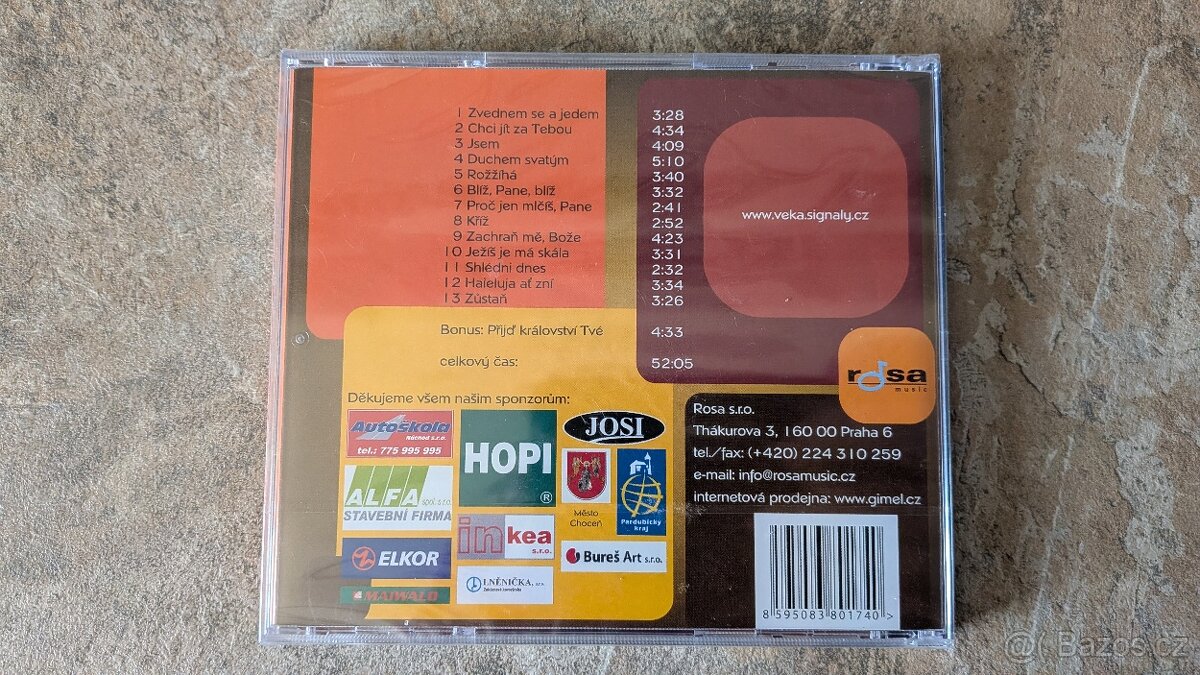 1 Zvednem se a jedem 3:28
2 Chci jít za Tebou 4:34
3 Jsem 4:09
4 Duchem svatým 5:10
5 Rožžíhá 3:40
6 Blíž, Pane, blíž 3:32
7 Proč jen mlčíš, Pane 2:41
8 Kříž 2:52
9 Zachraň mě, Bože 4:23
10 Ježíš je má skála 3:31
11 Shlédni dnes 2:32
12 Haleluja ať zní 3:34
13 Zůstaň 3:26
Bonus: Přijď království Tvé 4:33
celkový čas: 52:05
www.veka.signaly.cz
rosa
music
Děkujeme všem našim sponzorům:
Autoškola
Náchod s.r.o.
tel.: 775 995 995
HOPI
®
JOSI
ALFA spol. s r.o.
STAVEBNÍ FIRMA
Město
Choceň
Pardubický
kraj
inkea
s.r.o.
ELKOR
Bureš Art s.r.o.
MAIWALD
LNĚNIČKA
Rosa s.r.o.
Thákurova 3, 160 00 Praha 6
tel./fax: (+420) 224 310 259
e-mail: info@rosamusic.cz
internetová prodejna: www.gimel.cz
8 595083 801740 >
@ Bazos.cz